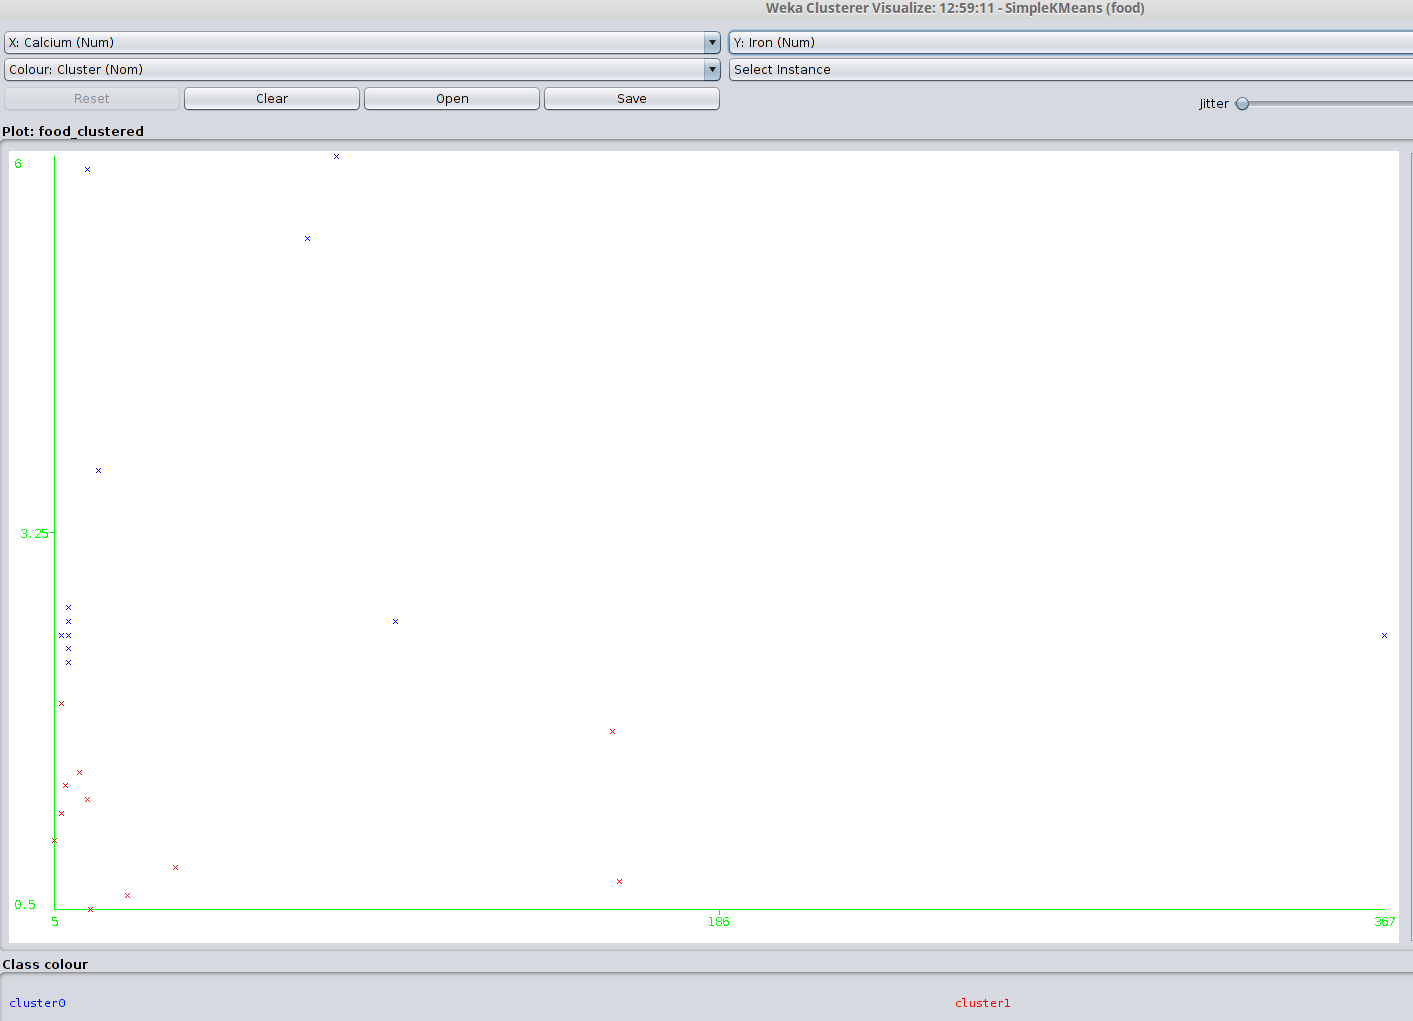 Weka Clusterer Visualize: 12:59:11 - SimpleKMeans (food)
X: Calcium (Num)
Y: Iron (Num)
Colour: Cluster (Nom)
Select Instance
Reset
Clear
Open
Save
Jitter
Plot: food_clustered
6
3.25
0.5
5
186
367
Class colour
cluster0
cluster1